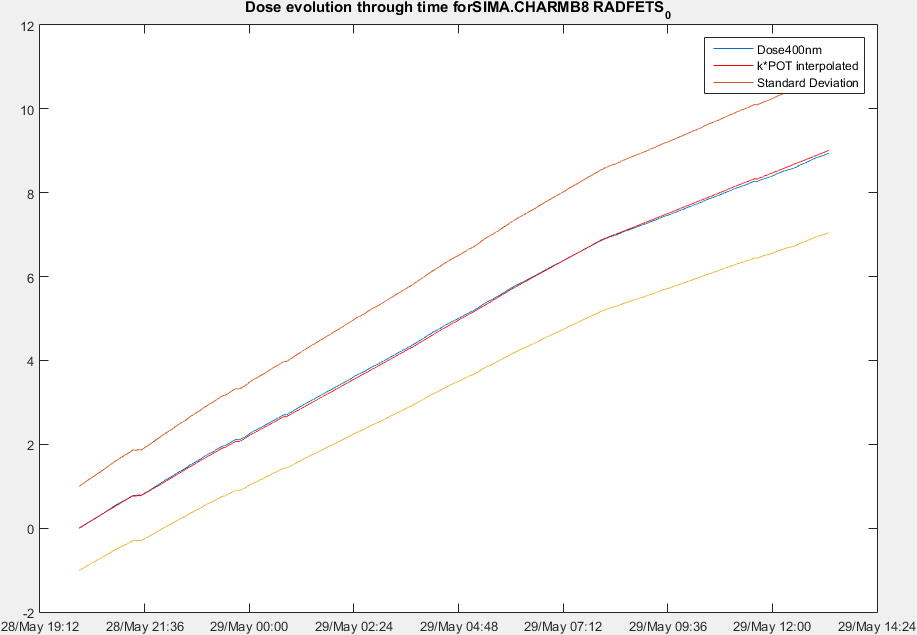 Dose evolution through time forSIMA.CHARMB8 RADFETS0
12
10
8
6
4
2
0
-2
Dose400nm
k*POT interpolated
Standard Deviation
28/May 19:12 28/May 21:36 29/May 00:00 29/May 02:24 29/May 04:48 29/May 07:12 29/May 09:36 29/May 12:00 29/May 14:24